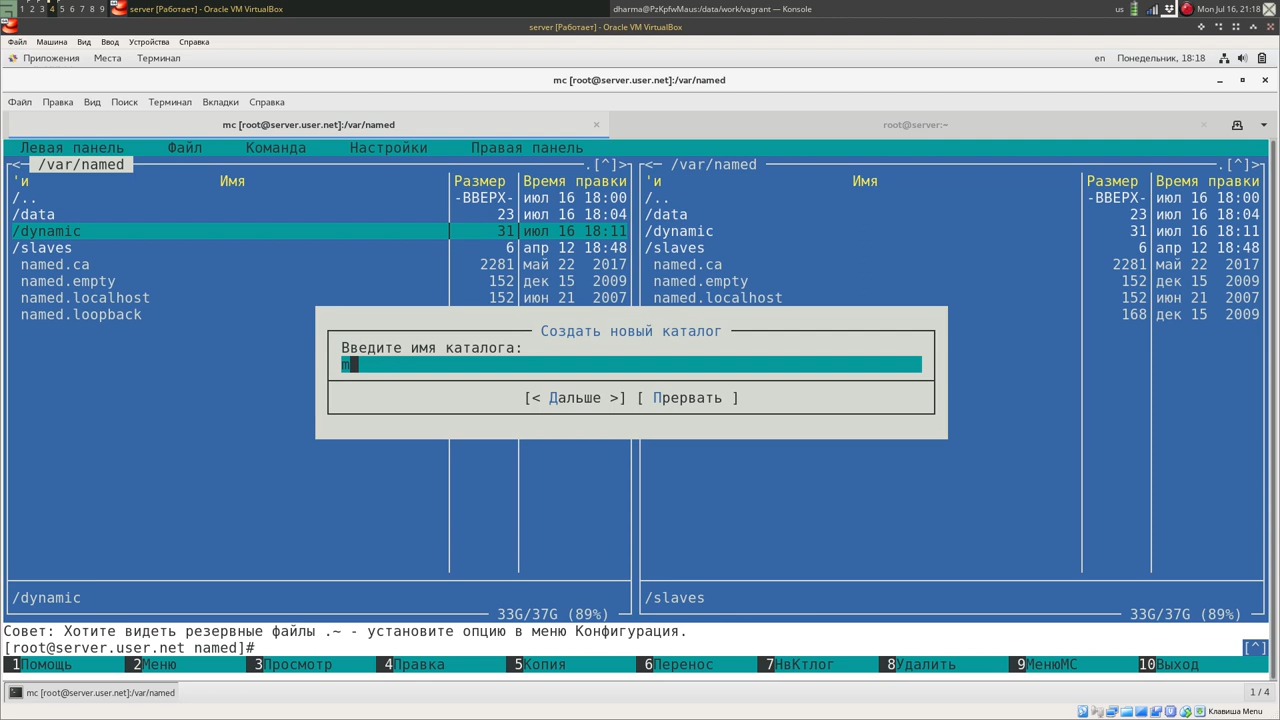 1 2 3 4 5 6 7 8 9 server [Работает] - Oracle VM VirtualBox dharma@PzKpfwMaus:/data/work/vagrant — Konsole us Mon Jul 16, 21:18
server [Работает] - Oracle VM VirtualBox
Файл Машина Вид Ввод Устройства Справка
Приложения Места Терминал en Понедельник, 18:18
mc [root@server.user.net]:/var/named
Файл Правка Вид Поиск Терминал Вкладки Справка
mc [root@server.user.net]:/var/named × root@server:~ ×
Левая панель Файл Команда Настройки Правая панель
<─ /var/named .[^]> <─ /var/named .[^]>
'и Имя Размер Время правки 'и Имя Размер Время правки
/.. -ВВЕРХ- июл 16 18:00 /.. -ВВЕРХ- июл 16 18:00
/data 23 июл 16 18:04 /data 23 июл 16 18:04
/dynamic 31 июл 16 18:11 /dynamic 31 июл 16 18:11
/slaves 6 апр 12 18:48 /slaves 6 апр 12 18:48
named.ca 2281 май 22 2017 named.ca 2281 май 22 2017
named.empty 152 дек 15 2009 named.empty 152 дек 15 2009
named.localhost 152 июн 21 2007 named.localhost 152 июн 21 2007
named.loopback 168 дек 15 2009
Создать новый каталог
Введите имя каталога:
m
[< Дальше >] [ Прервать ]
/dynamic /slaves
33G/37G (89%) 33G/37G (89%)
Совет: Хотите видеть резервные файлы .~ - установите опцию в меню Конфигурация.
[root@server.user.net named]# [^]
1Помощь 2Меню 3Просмотр 4Правка 5Копия 6Перенос 7НвКтлог 8Удалить 9МенюМС 10Выход
mc [root@server.user.net]:/var/named 1 / 4
Клавиша Menu